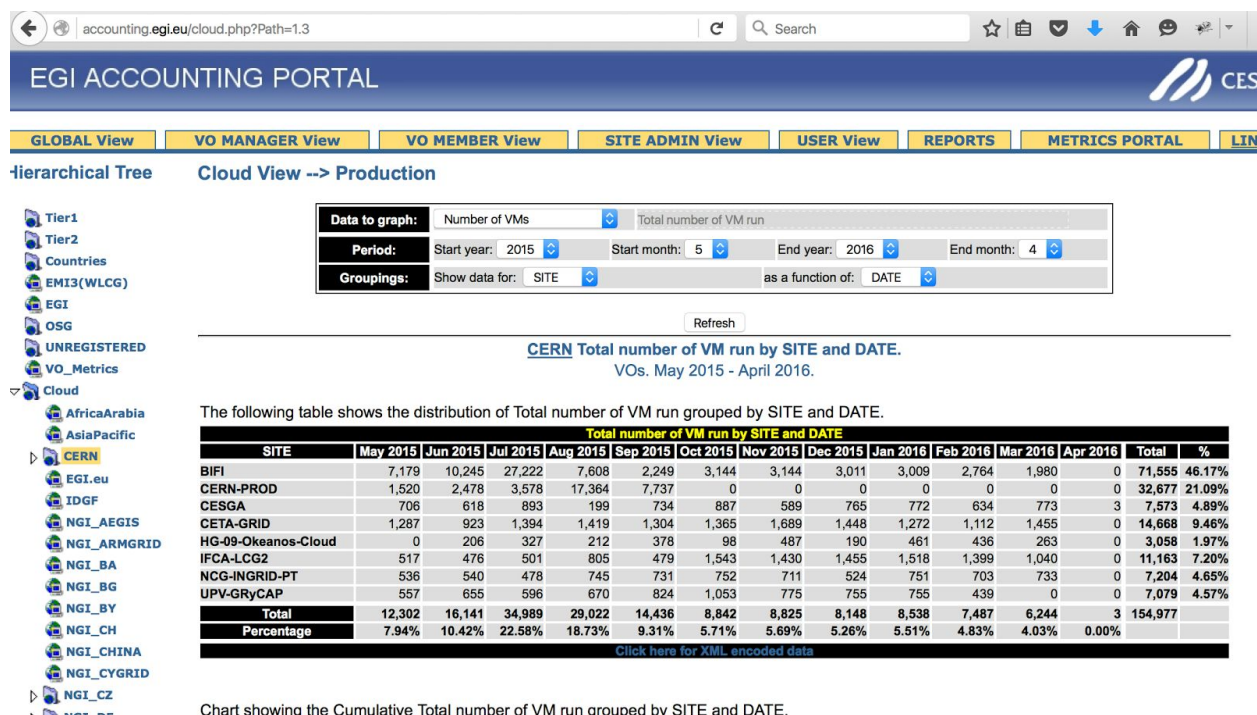 accounting.egi.eu/cloud.php?Path=1.3
Search
EGI ACCOUNTING PORTAL
CES
GLOBAL View VO MANAGER View VO MEMBER View SITE ADMIN View USER View REPORTS METRICS PORTAL LIN
Hierarchical Tree
Tier1
Tier2
Countries
EMI3(WLCG)
EGI
OSG
UNREGISTERED
VO_Metrics
Cloud
AfricaArabia
AsiaPacific
CERN
EGI.eu
IDGF
NGI_AEGIS
NGI_ARMGRID
NGI_BA
NGI_BG
NGI_BY
NGI_CH
NGI_CHINA
NGI_CYGRID
NGI_CZ
Cloud View --> Production
Data to graph: Number of VMs Total number of VM run
Period: Start year: 2015 Start month: 5 End year: 2016 End month: 4
Groupings: Show data for: SITE as a function of: DATE
Refresh
CERN Total number of VM run by SITE and DATE.
VOs. May 2015 - April 2016.
The following table shows the distribution of Total number of VM run grouped by SITE and DATE.
Total number of VM run by SITE and DATE
SITE May 2015 Jun 2015 Jul 2015 Aug 2015 Sep 2015 Oct 2015 Nov 2015 Dec 2015 Jan 2016 Feb 2016 Mar 2016 Apr 2016 Total %
BIFI 7,179 10,245 27,222 7,608 2,249 3,144 3,144 3,011 3,009 2,764 1,980 0 71,555 46.17%
CERN-PROD 1,520 2,478 3,578 17,364 7,737 0 0 0 0 0 0 0 32,677 21.09%
CESGA 706 618 893 199 734 887 589 765 772 634 773 3 7,573 4.89%
CETA-GRID 1,287 923 1,394 1,419 1,304 1,365 1,689 1,448 1,272 1,112 1,455 0 14,668 9.46%
HG-09-Okeanos-Cloud 0 206 327 212 378 98 487 190 461 436 263 0 3,058 1.97%
IFCA-LCG2 517 476 501 805 479 1,543 1,430 1,455 1,518 1,399 1,040 0 11,163 7.20%
NCG-INGRID-PT 536 540 478 745 731 752 711 524 751 703 733 0 7,204 4.65%
UPV-GRyCAP 557 655 596 670 824 1,053 775 755 755 439 0 0 7,079 4.57%
Total 12,302 16,141 34,989 29,022 14,436 8,842 8,825 8,148 8,538 7,487 6,244 3 154,977
Percentage 7.94% 10.42% 22.58% 18.73% 9.31% 5.71% 5.69% 5.26% 5.51% 4.83% 4.03% 0.00%
Click here for XML encoded data
Chart showing the Cumulative Total number of VM run grouped by SITE and DATE.